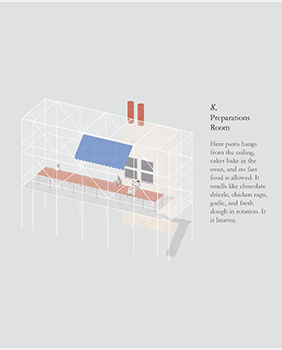 8.
Preparations
Room
Here pasta hangs
from the ceiling,
cakes bake in the
oven, and no fast
food is allowed. It
smells like chocolate
drizzle, chicken ragu,
garlic, and fresh
dough in rotation. It
is heaven.